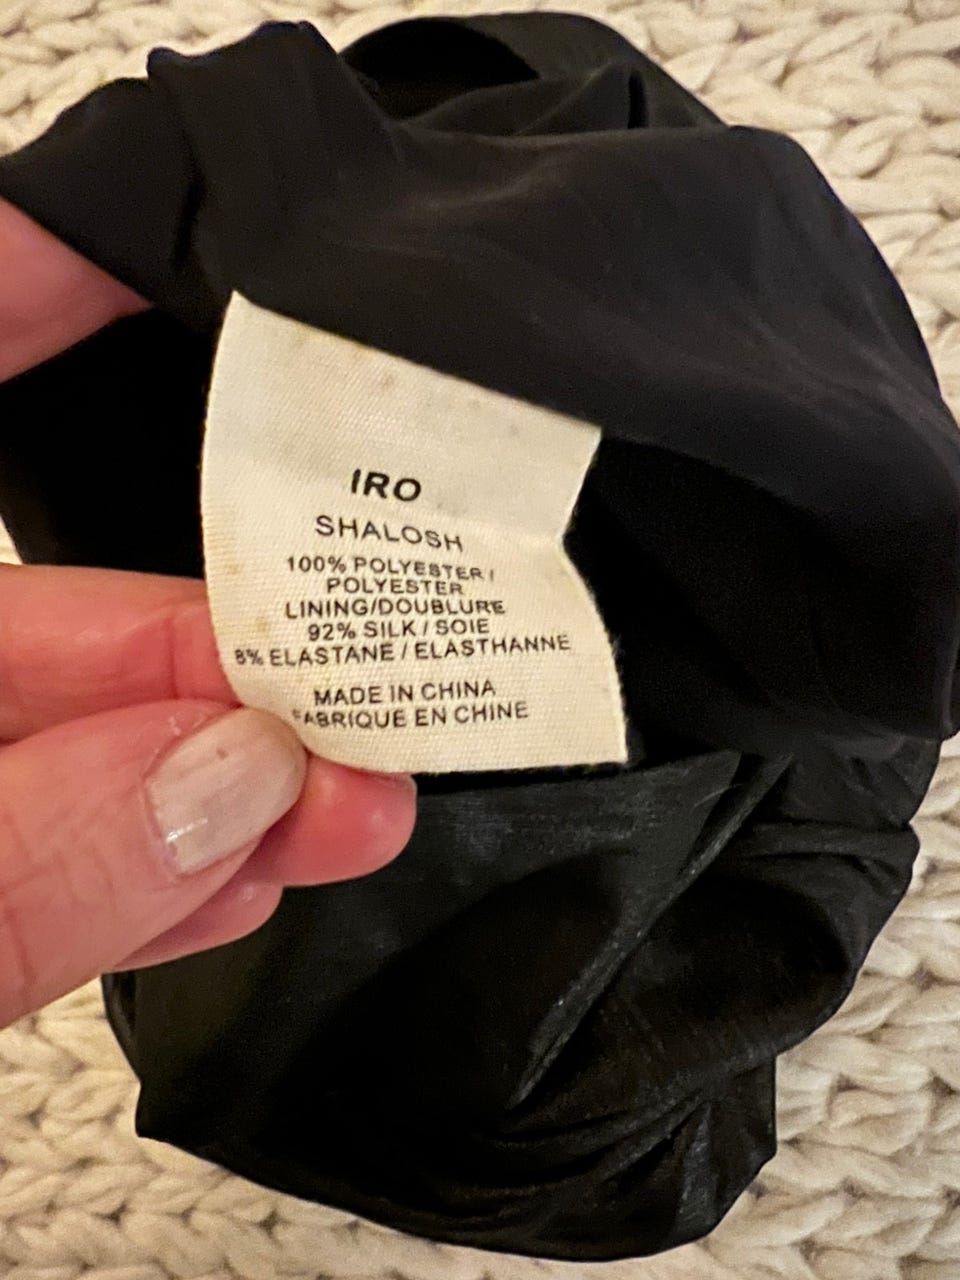 IRO
SHALOSH
100% POLYESTER /
POLYESTER
LINING/DOUBLURE
92% SILK / SOIE
8% ELASTANE / ELASTHANNE
MADE IN CHINA
FABRIQUE EN CHINE